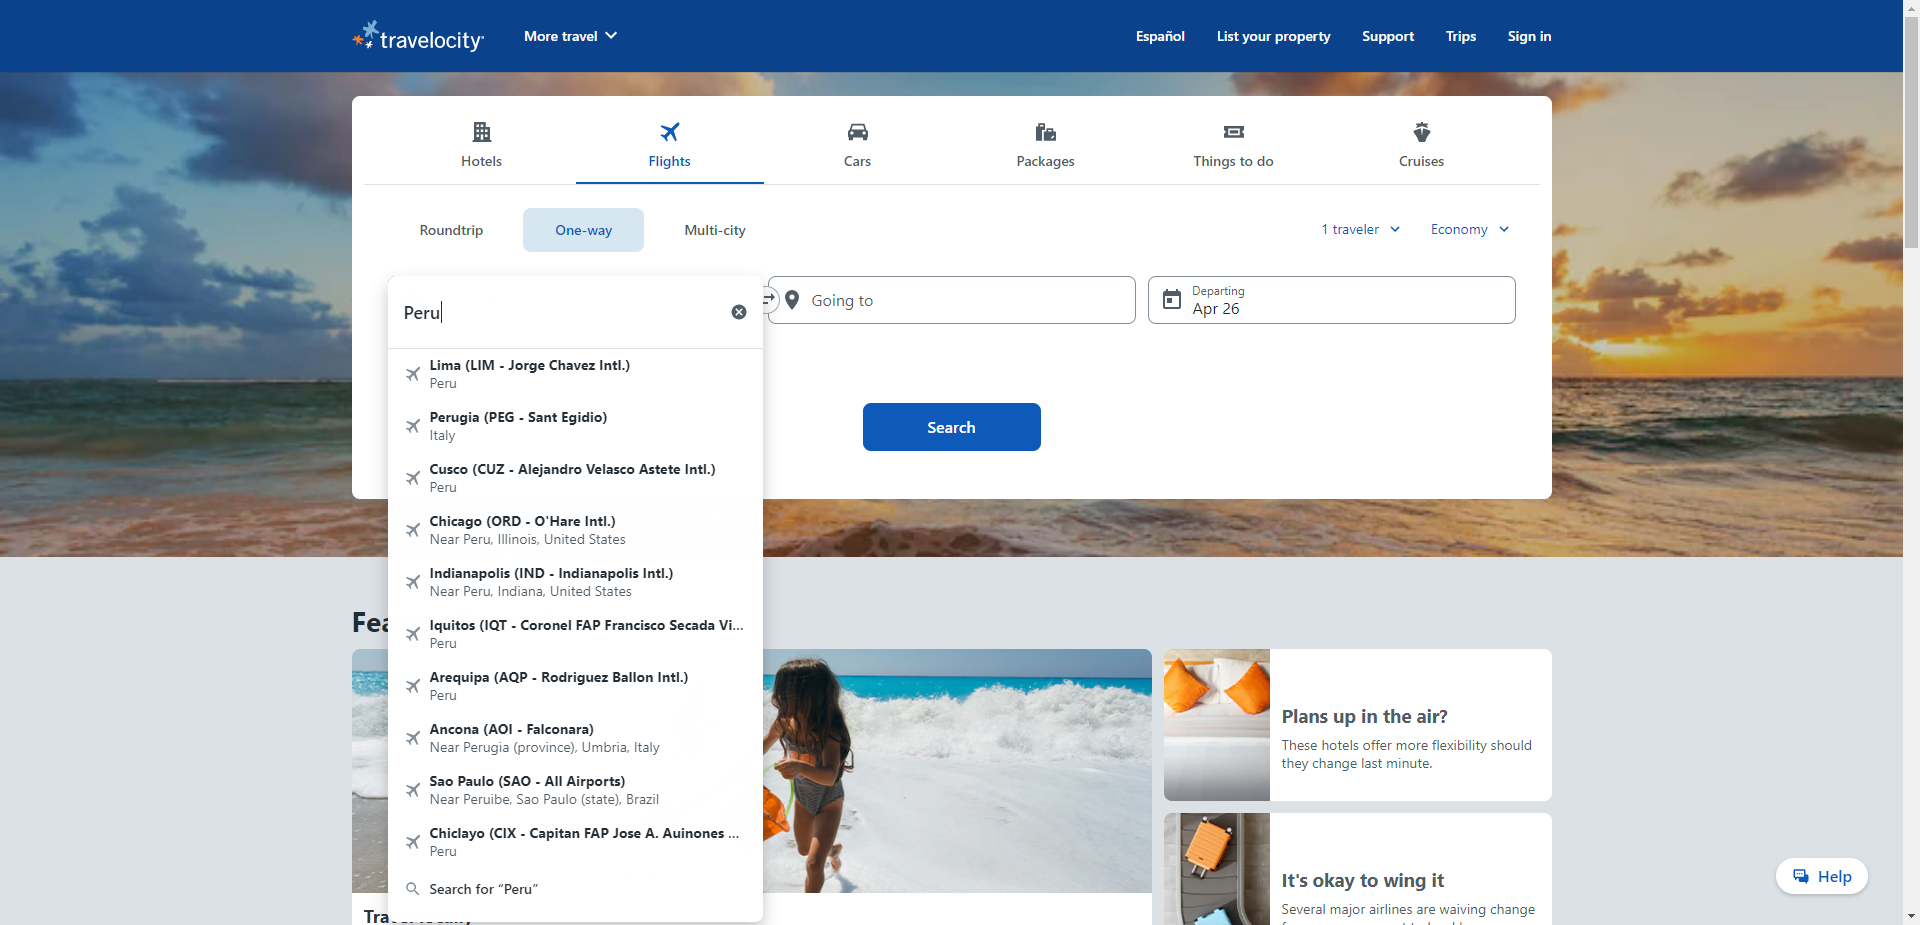 travelocity
More travel
Español
List your property
Support
Trips
Sign in
Hotels
Flights
Cars
Packages
Things to do
Cruises
Roundtrip
One-way
Multi-city
1 traveler
Economy
Peru
Going to
Departing
Apr 26
Search
Lima (LIM - Jorge Chavez Intl.)
Peru
Perugia (PEG - Sant Egidio)
Italy
Cusco (CUZ - Alejandro Velasco Astete Intl.)
Peru
Chicago (ORD - O'Hare Intl.)
Near Peru, Illinois, United States
Indianapolis (IND - Indianapolis Intl.)
Near Peru, Indiana, United States
Iquitos (IQT - Coronel FAP Francisco Secada Vi...
Peru
Arequipa (AQP - Rodriguez Ballon Intl.)
Peru
Ancona (AOI - Falconara)
Near Perugia (province), Umbria, Italy
Sao Paulo (SAO - All Airports)
Near Peruibe, Sao Paulo (state), Brazil
Chiclayo (CIX - Capitan FAP Jose A. Auinones ...
Peru
Search for “Peru”
Plans up in the air?
These hotels offer more flexibility should
they change last minute.
It's okay to wing it
Several major airlines are waiving change
Help